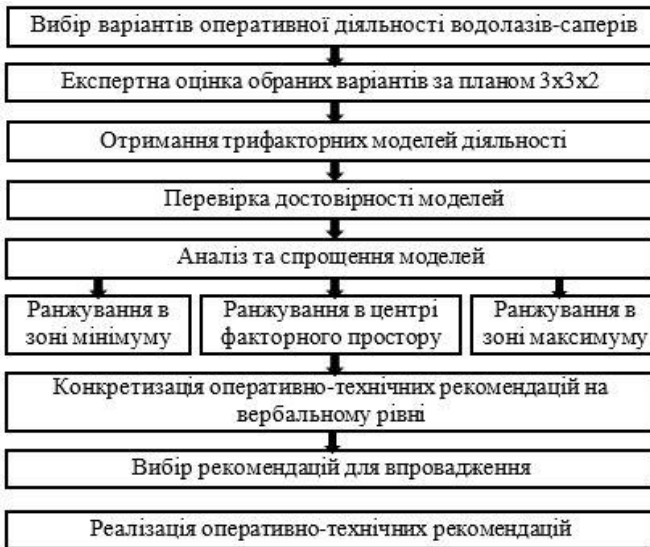 Вибір варіантів оперативної діяльності водолазів-саперів
Експертна оцінка обраних варіантів за планом 3х3х2
Отримання трифакторних моделей діяльності
Перевірка достовірності моделей
Аналіз та спрощення моделей
Ранжування в
зоні мінімуму
Ранжування в центрі
факторного простору
Ранжування в
зоні максимуму
Конкретизація оперативно-технічних рекомендацій на
вербальному рівні
Вибір рекомендацій для впровадження
Реалізація оперативно-технічних рекомендацій